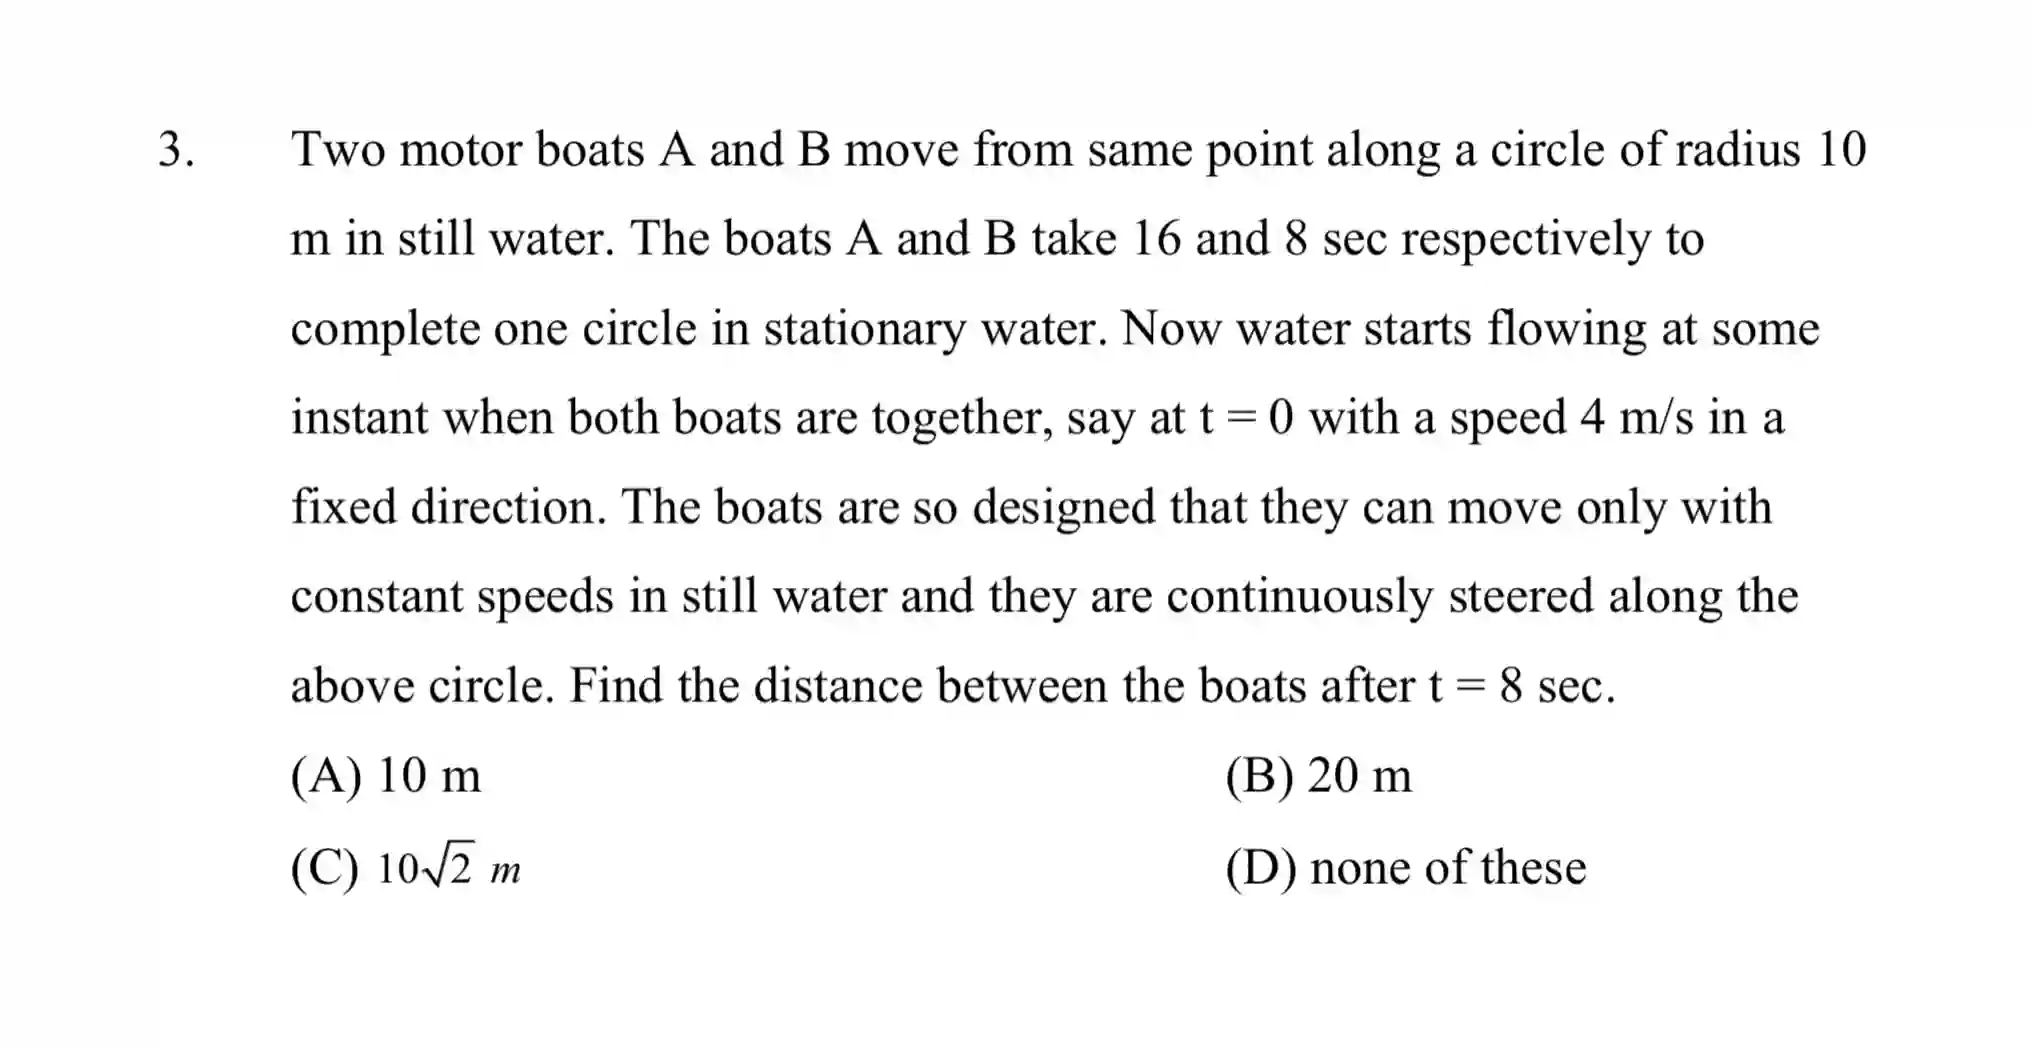 3. Two motor boats A and B move from same point along a circle of radius 10
m in still water. The boats A and B take 16 and 8 sec respectively to
complete one circle in stationary water. Now water starts flowing at some
instant when both boats are together, say at t = 0 with a speed 4 m/s in a
fixed direction. The boats are so designed that they can move only with
constant speeds in still water and they are continuously steered along the
above circle. Find the distance between the boats after t = 8 sec.
(A) 10 m (B) 20 m
(C) 10√2 m (D) none of these